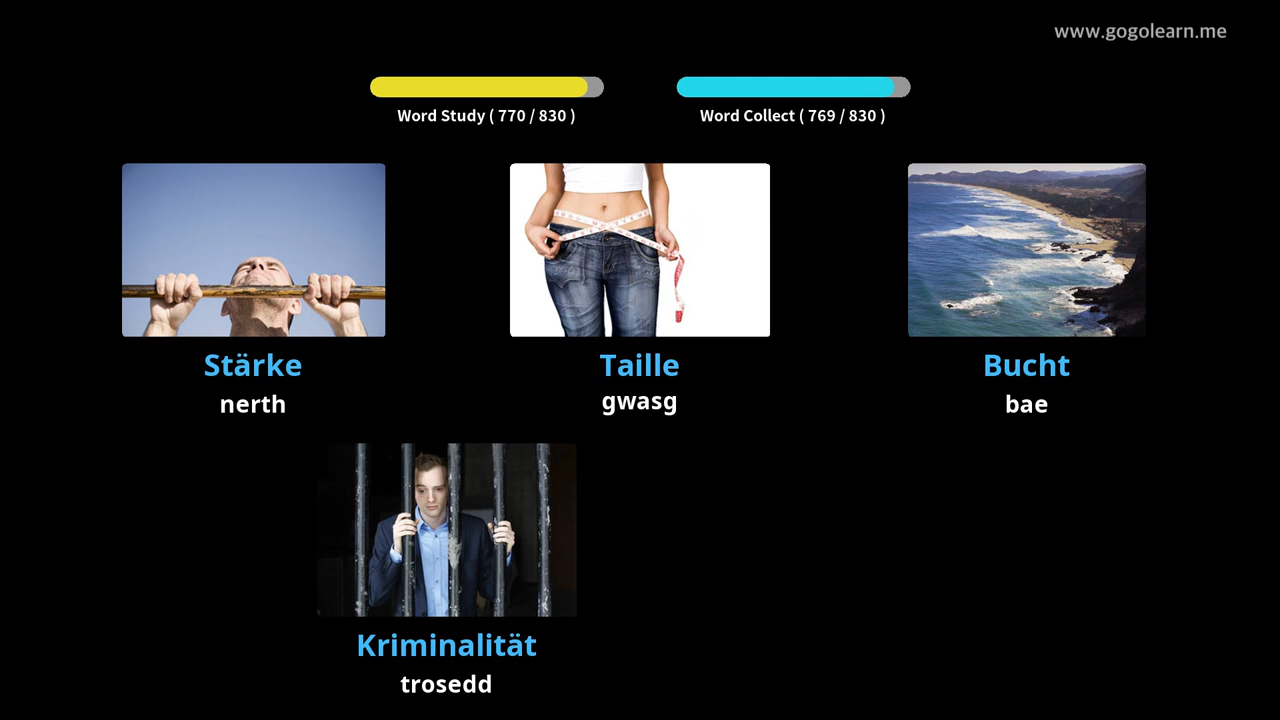 www.gogolearn.me
Word Study ( 770 / 830 )
Word Collect ( 769 / 830 )
Stärke
nerth
Taille
gwasg
Bucht
bae
Kriminalität
trosedd